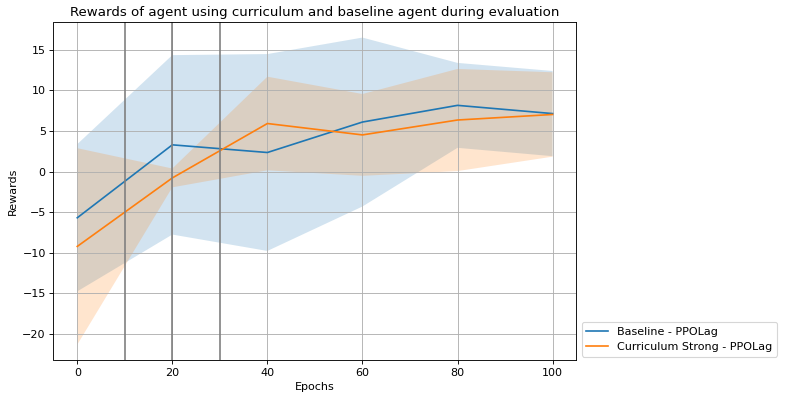 Rewards of agent using curriculum and baseline agent during evaluation
15
10
5
0
−5
−10
−15
−20
Rewards
0 20 40 60 80 100
Epochs
Baseline - PPOLag
Curriculum Strong - PPOLag